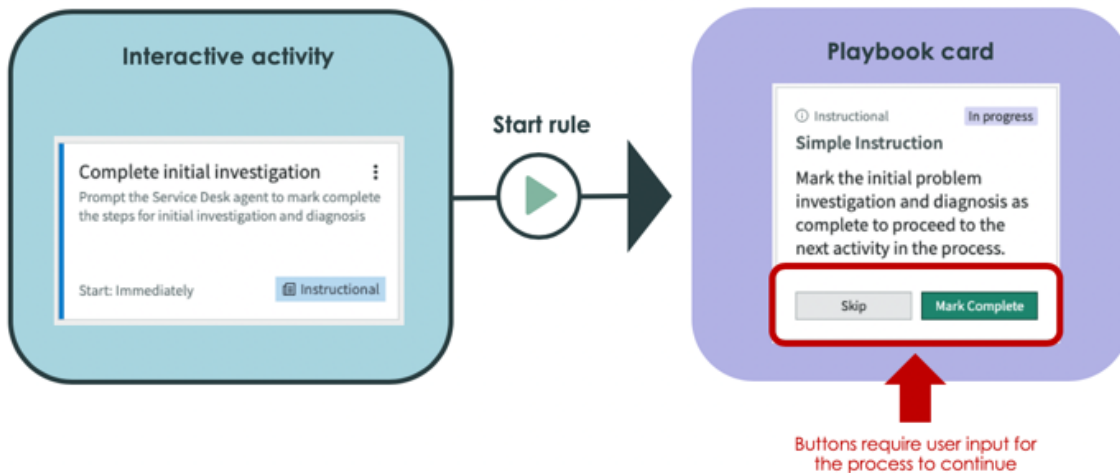 Interactive activity
Complete initial investigation
Prompt the Service Desk agent to mark complete
the steps for initial investigation and diagnosis
Start: Immediately
Instructional
Start rule
Playbook card
Instructional
In progress
Simple Instruction
Mark the initial problem
investigation and diagnosis as
complete to proceed to the
next activity in the process.
Skip
Mark Complete
Buttons require user input for
the process to continue